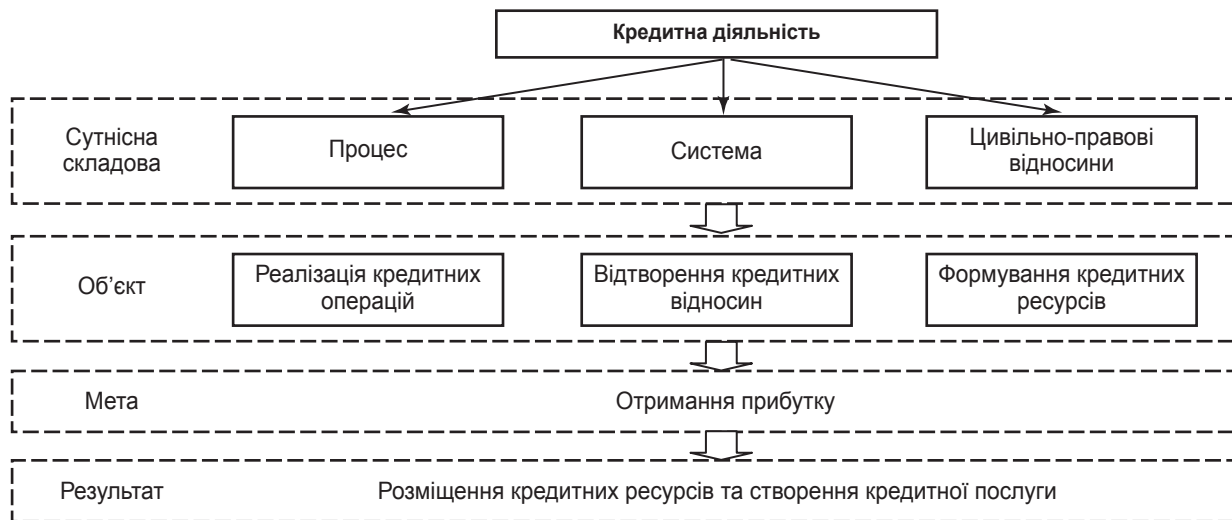 Кредитна діяльність
Сутнісна
складова
Процес
Система
Цивільно-правові
відносини
Об’єкт
Реалізація кредитних
операцій
Відтворення кредитних
відносин
Формування кредитних
ресурсів
Мета
Отримання прибутку
Результат
Розміщення кредитних ресурсів та створення кредитної послуги